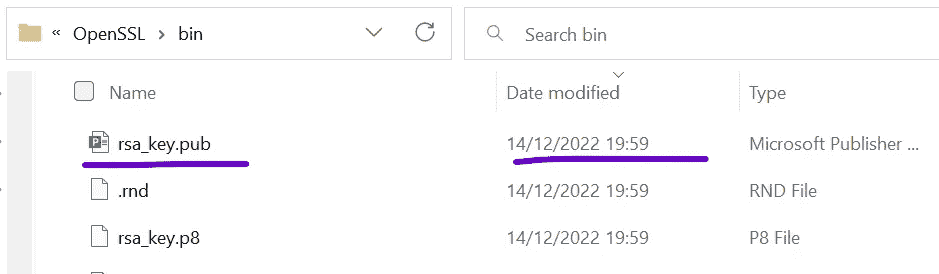 « OpenSSL > bin
Search bin
Name Date modified Type
rsa_key.pub 14/12/2022 19:59 Microsoft Publisher ...
.rnd 14/12/2022 19:59 RND File
rsa_key.p8 14/12/2022 19:59 P8 File